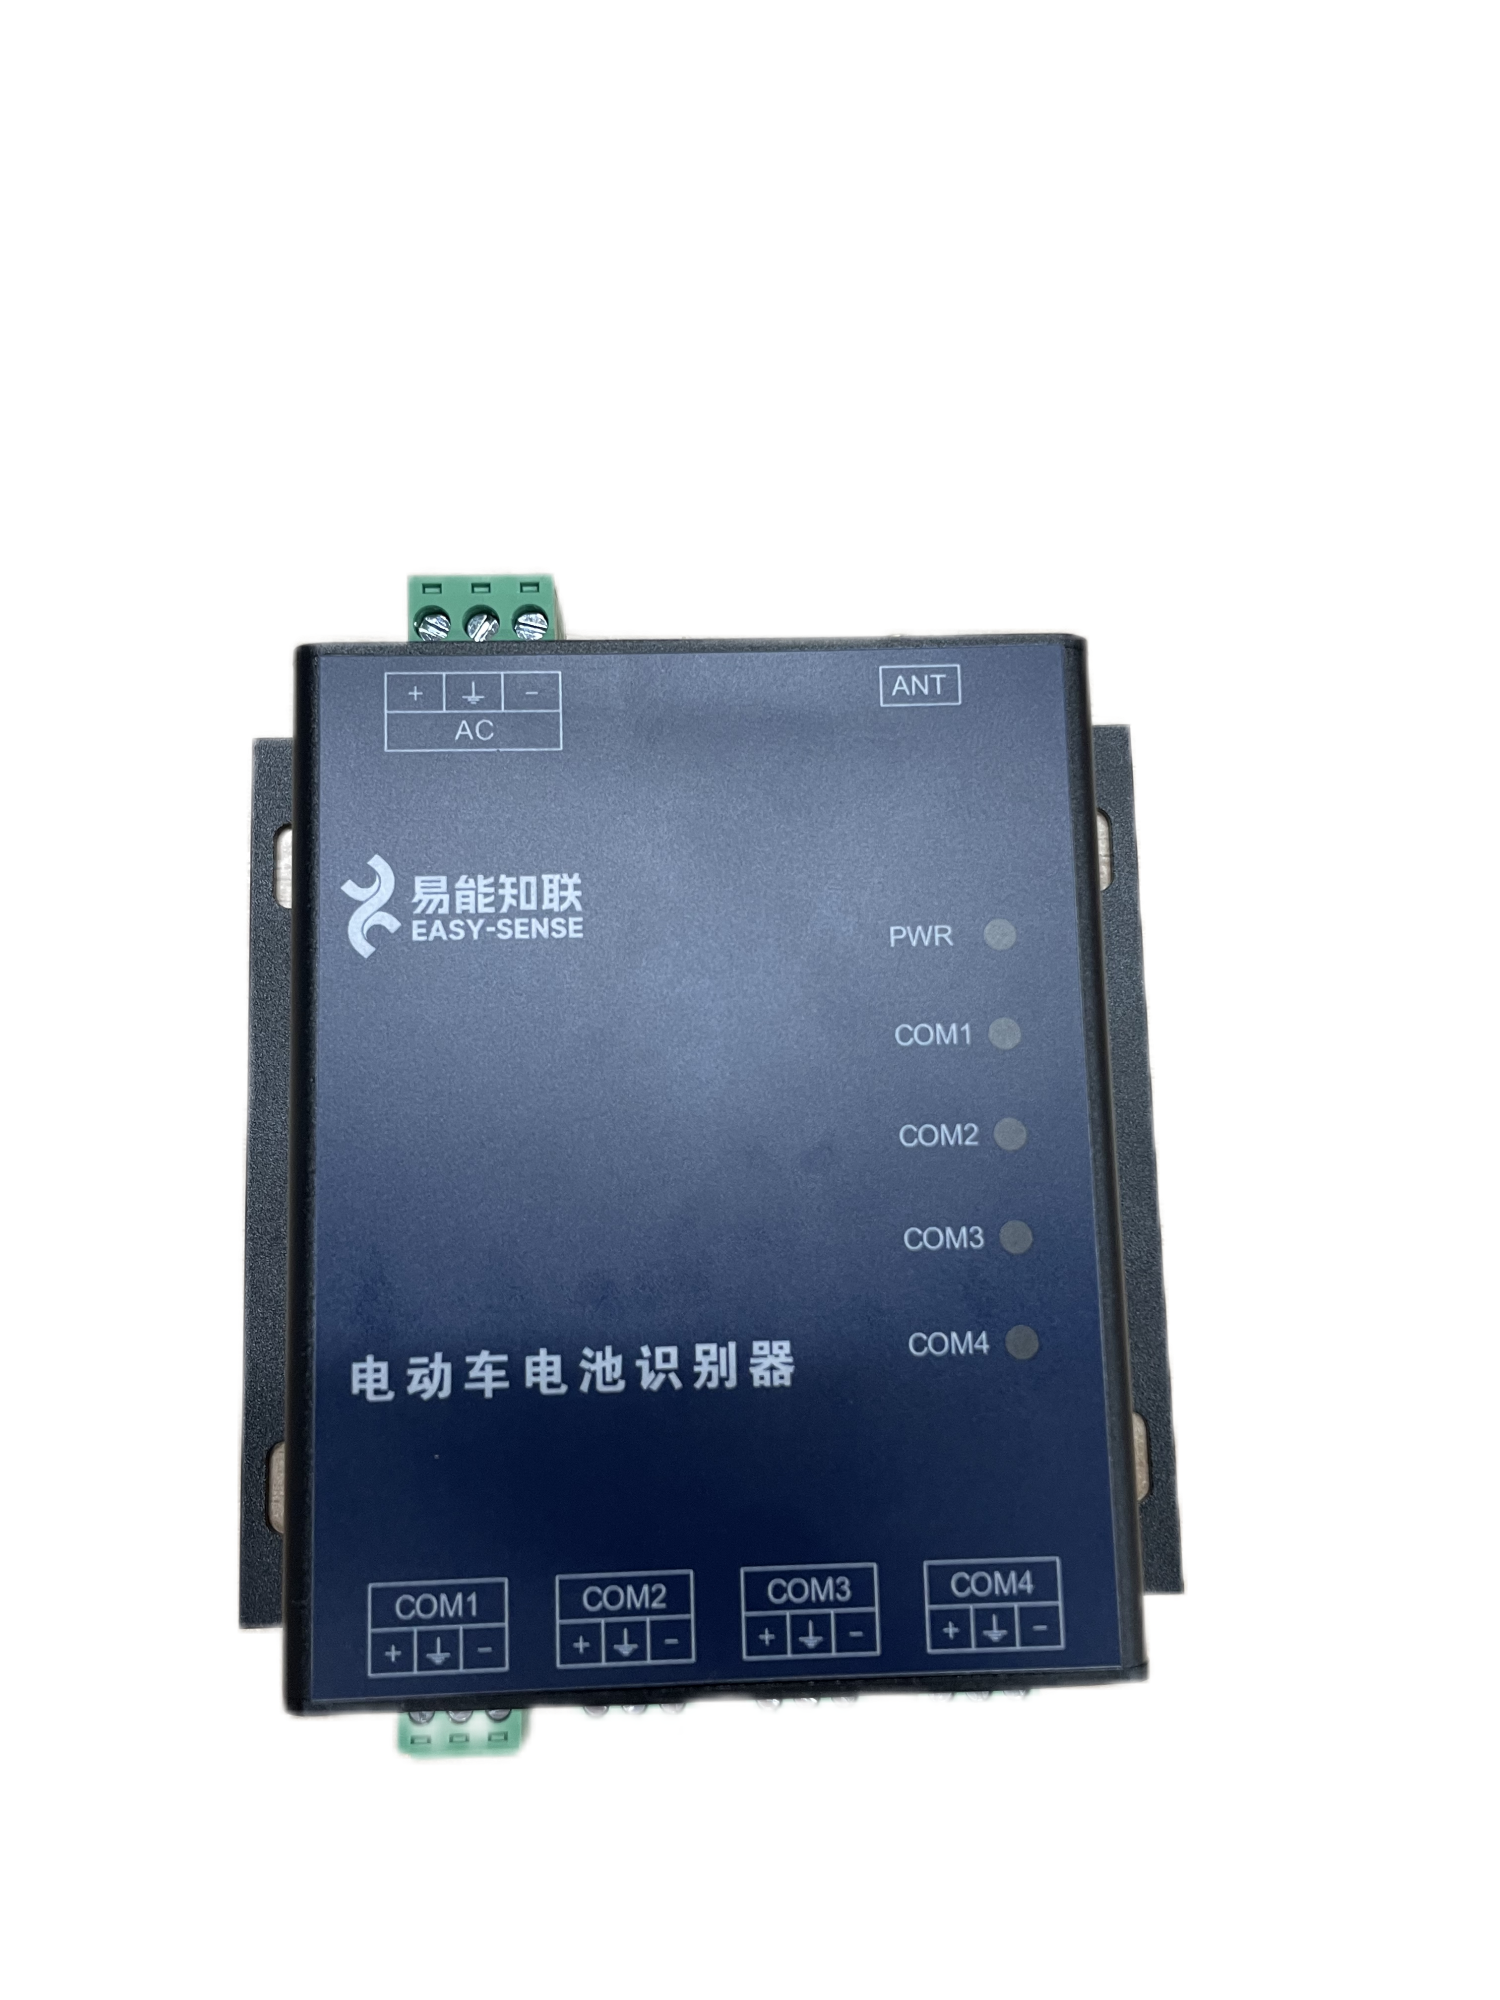 + ⏚ -
AC
ANT
易能知联
EASY-SENSE
PWR
COM1
COM2
COM3
COM4
电动车电池识别器
COM1
+ ⏚ -
COM2
+ ⏚ -
COM3
+ ⏚ -
COM4
+ ⏚ -